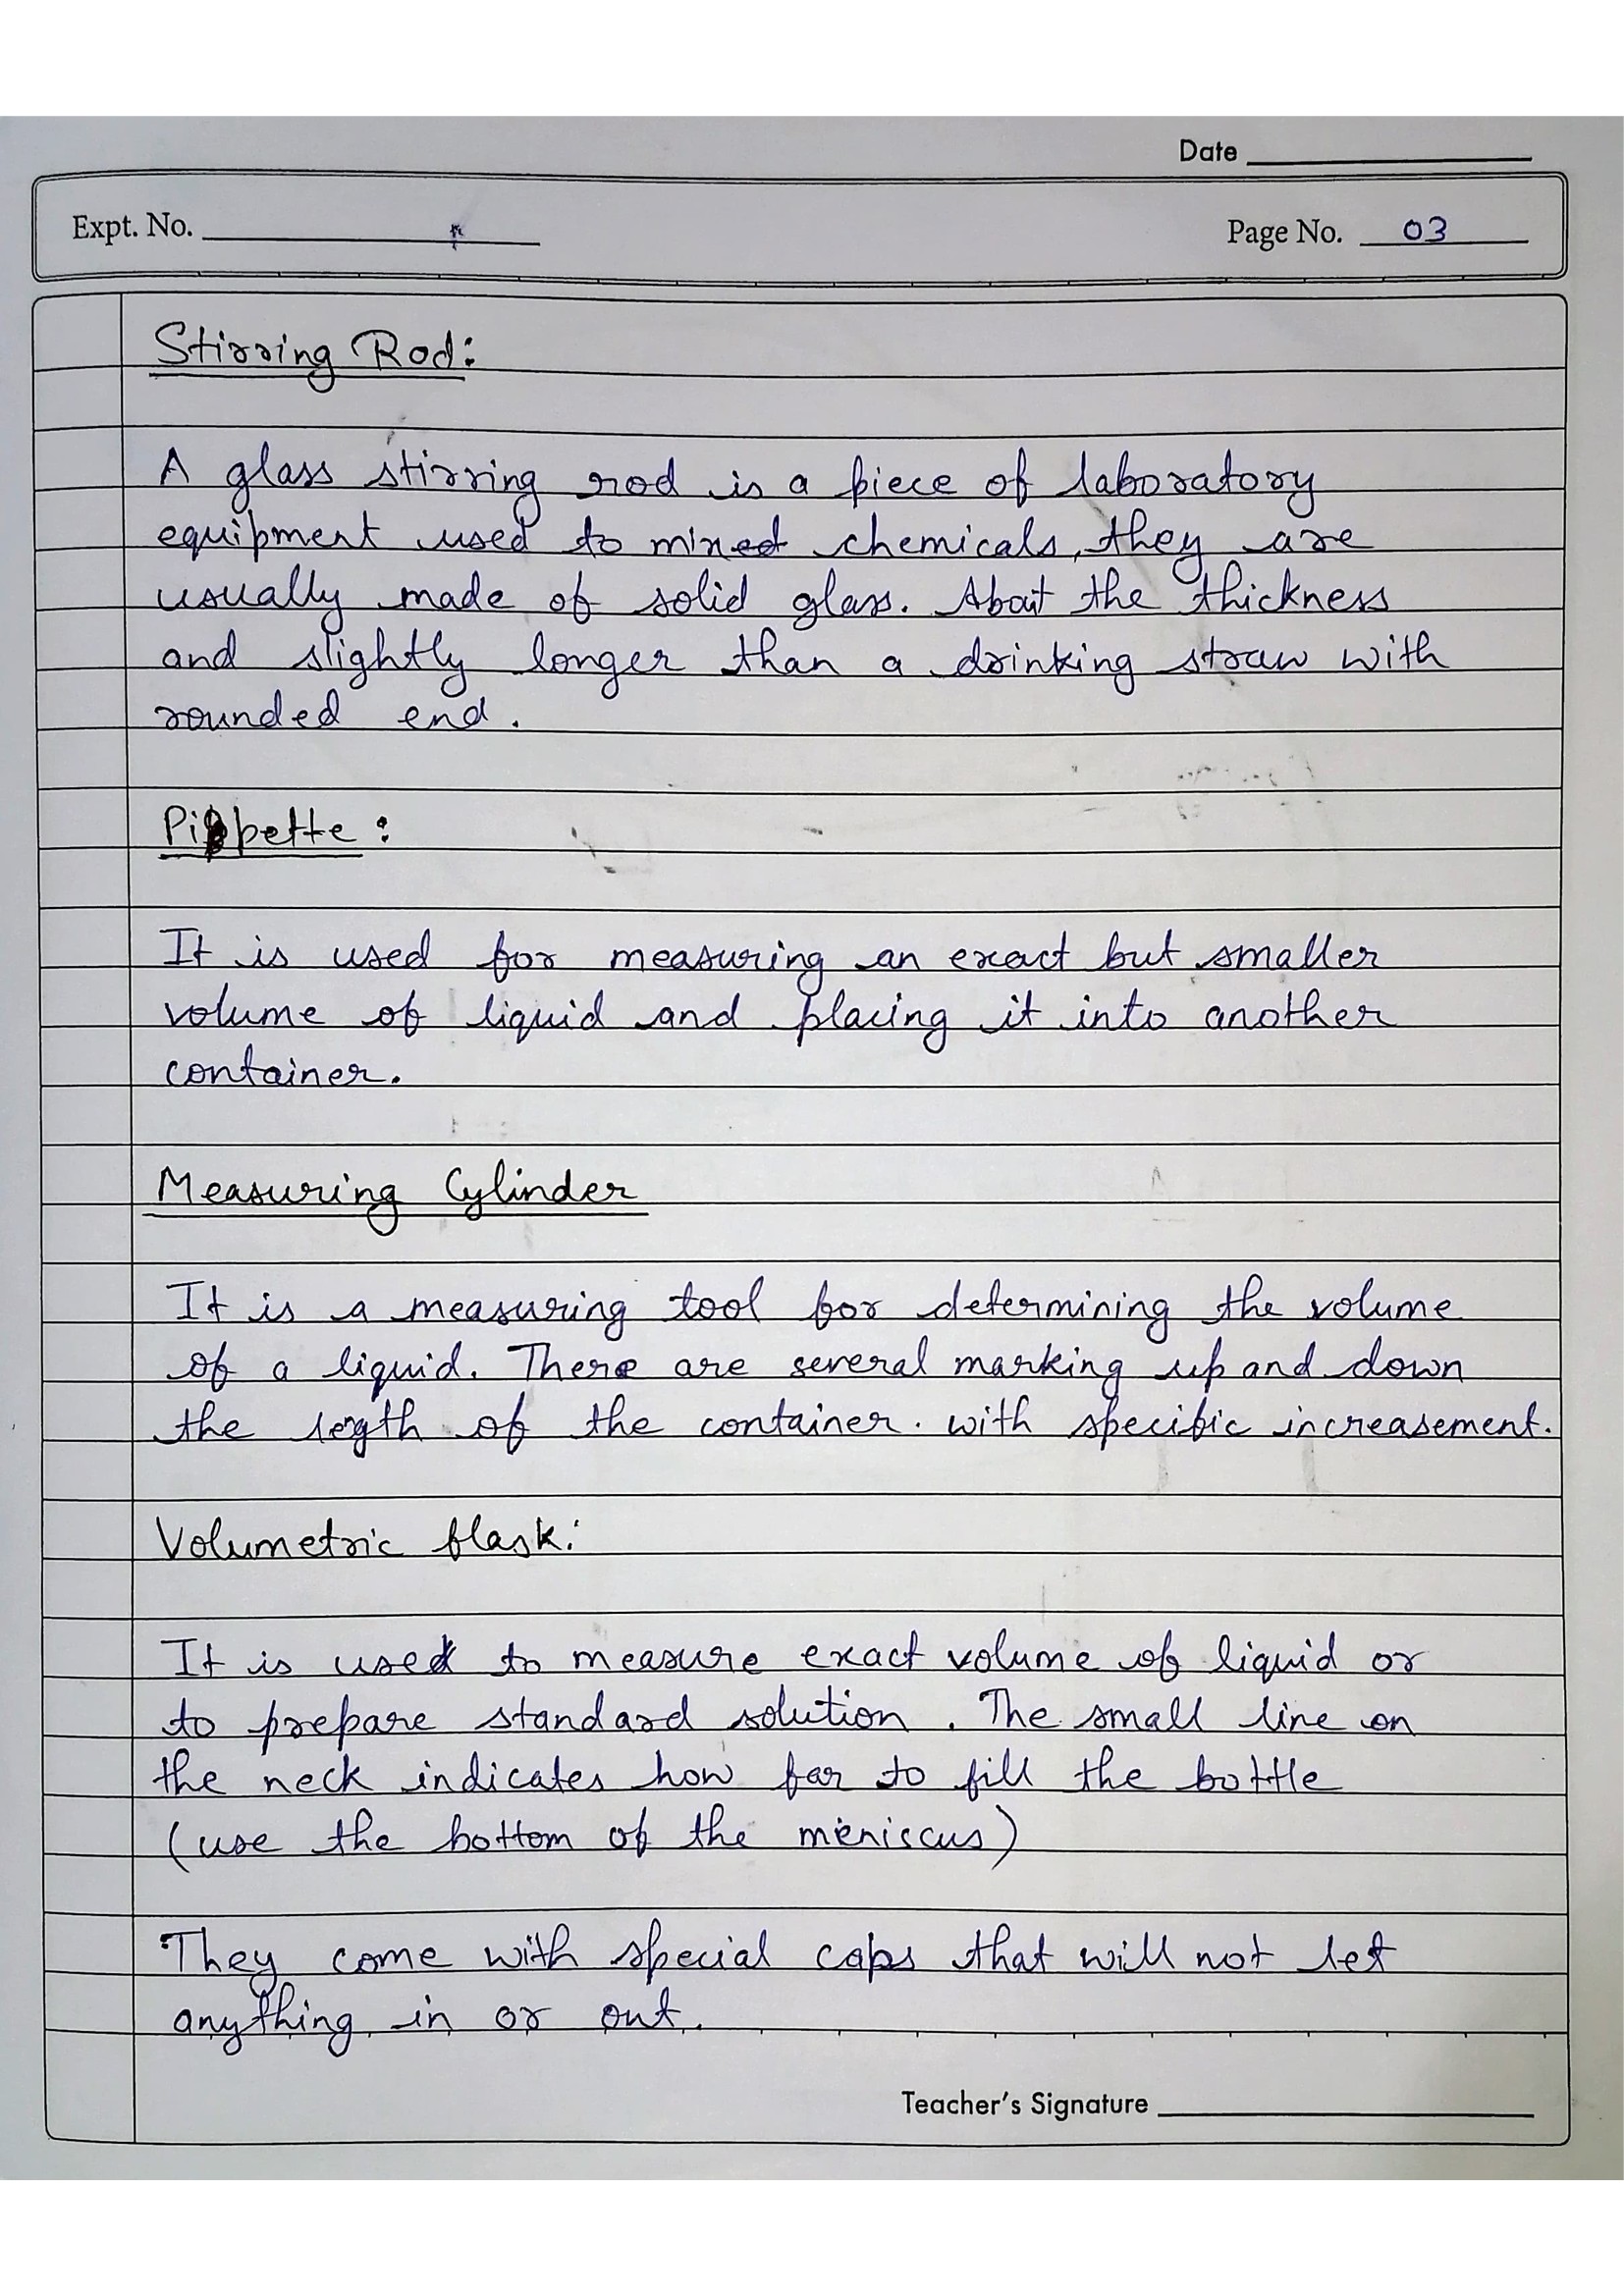 Date
Expt. No.
Page No. 03
Stirring Rod:
A glass stirring rod is a piece of laboratory
equipment used to mixed chemicals, they are
usually made of solid glass. About the thickness
and slightly longer than a drinking straw with
rounded end.
Pippette:
It is used for measuring an exact but smaller
volume of liquid and placing it into another
container.
Measuring Cylinder
It is a measuring tool for determining the volume
of a liquid. There are several marking up and down
the legth of the container. with specific increasement.
Volumetric flask:
It is used to measure exact volume of liquid or
to prepare standard solution. The small line on
the neck indicates how far to fill the bottle
(use the bottom of the meniscus)
They come with special caps that will not let
anything in or out.
Teacher's Signature